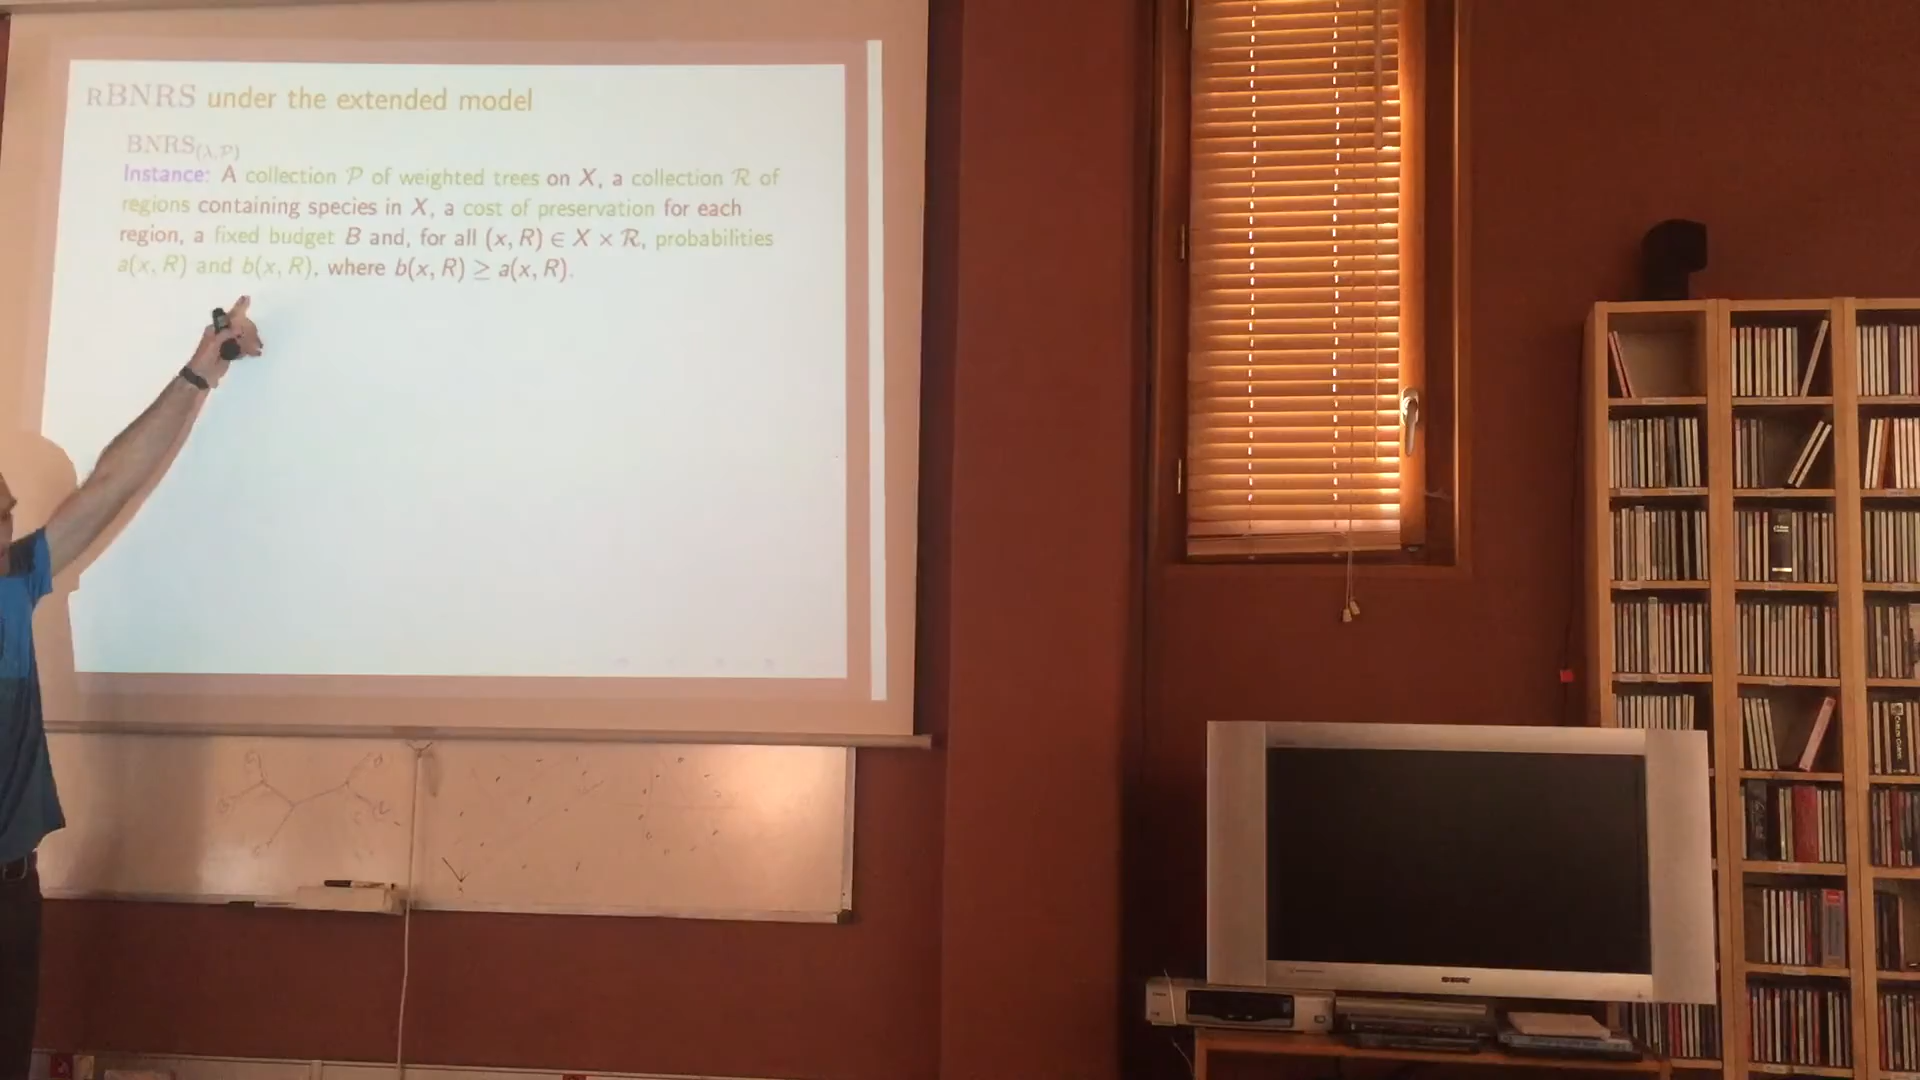 RBNRS under the extended model
BNRS(λ,P)
Instance: A collection P of weighted trees on X, a collection R of
regions containing species in X, a cost of preservation for each
region, a fixed budget B and, for all (x, R) ∈ X × R, probabilities
a(x, R) and b(x, R), where b(x, R) ≥ a(x, R).